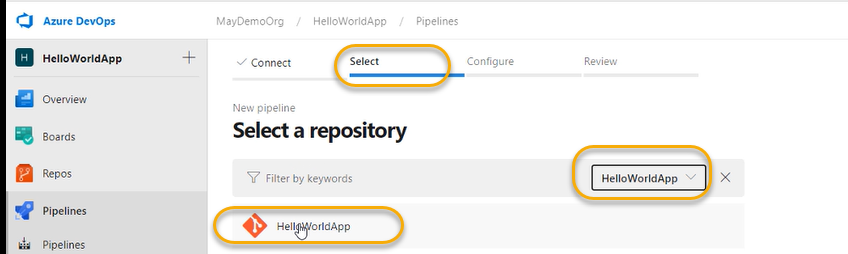 Azure DevOps
MayDemoOrg / HelloWorldApp / Pipelines
H HelloWorldApp
Overview
Boards
Repos
Pipelines
Pipelines
Connect Select Configure Review
New pipeline
Select a repository
Filter by keywords HelloWorldApp
HelloWorldApp